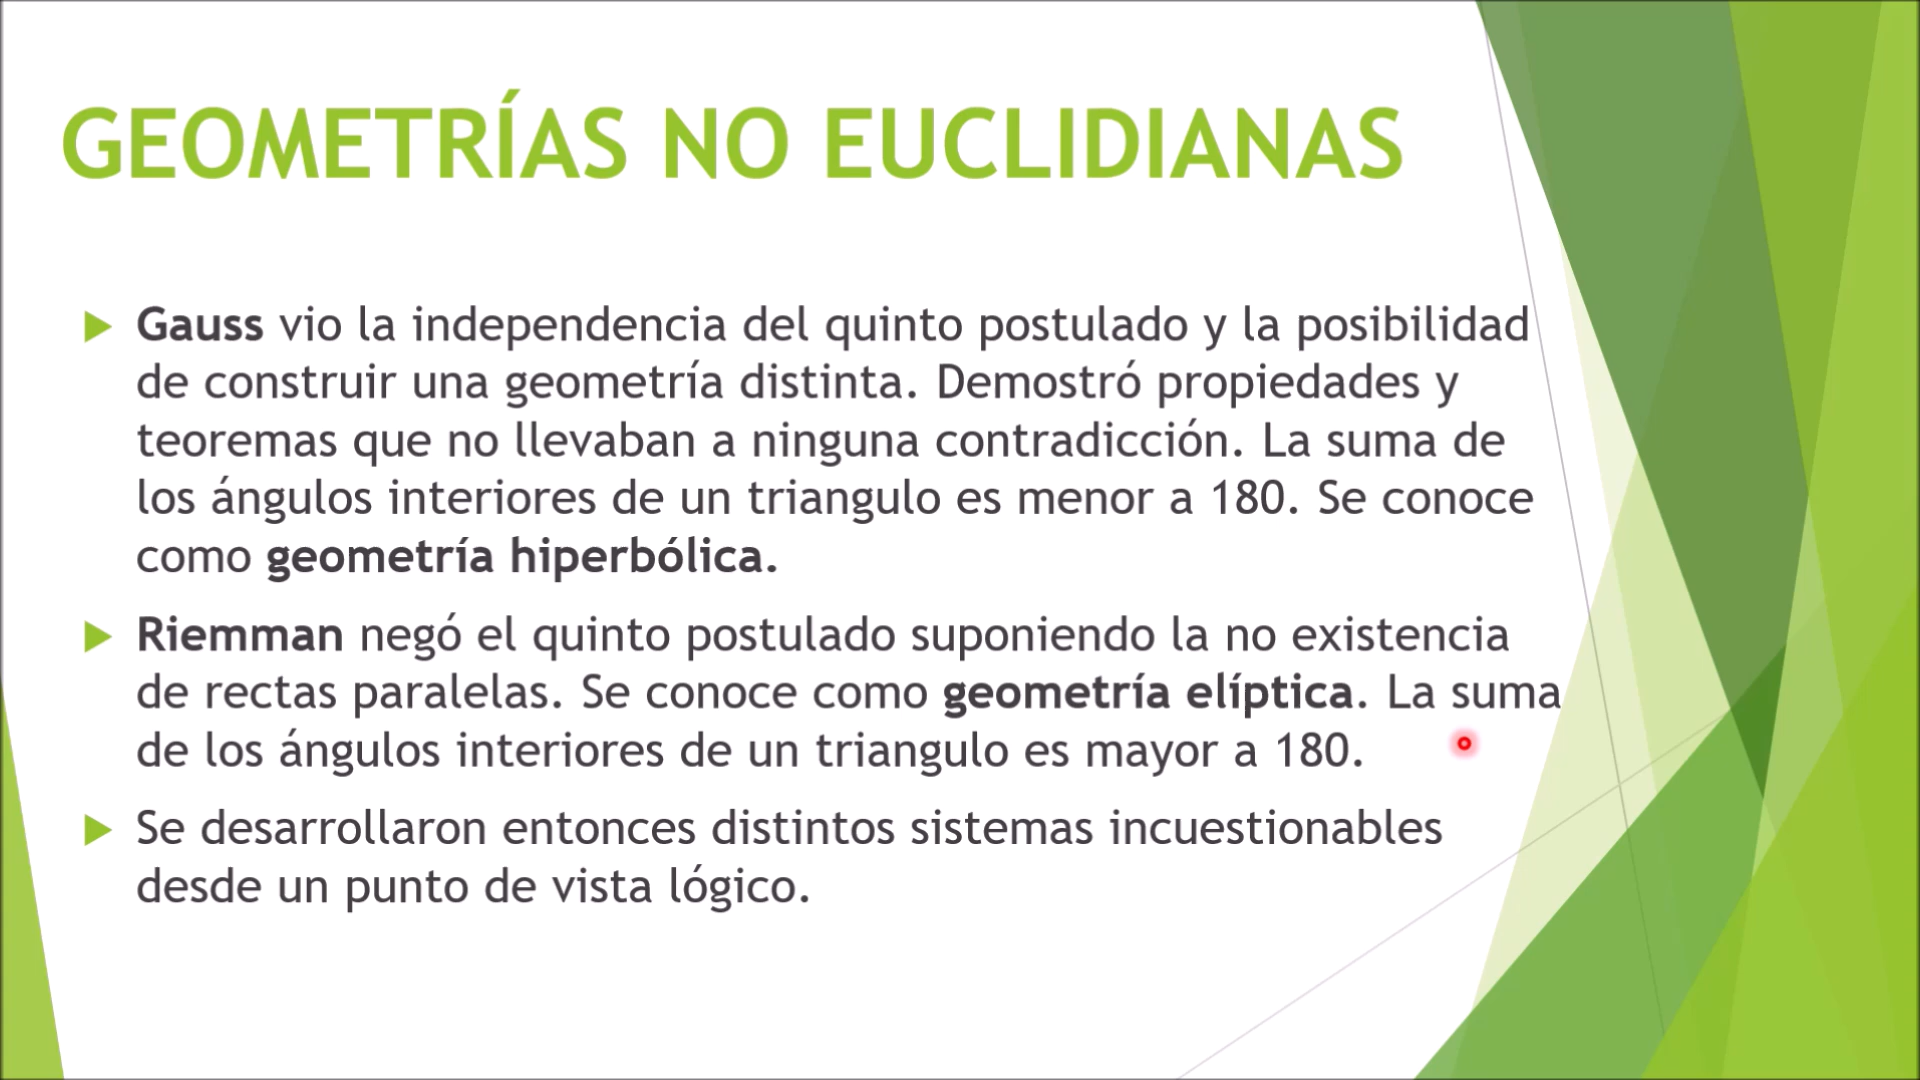 GEOMETRÍAS NO EUCLIDIANAS
Gauss vio la independencia del quinto postulado y la posibilidad
de construir una geometría distinta. Demostró propiedades y
teoremas que no llevaban a ninguna contradicción. La suma de
los ángulos interiores de un triangulo es menor a 180. Se conoce
como geometría hiperbólica.
Riemman negó el quinto postulado suponiendo la no existencia
de rectas paralelas. Se conoce como geometría elíptica. La suma
de los ángulos interiores de un triangulo es mayor a 180.
Se desarrollaron entonces distintos sistemas incuestionables
desde un punto de vista lógico.